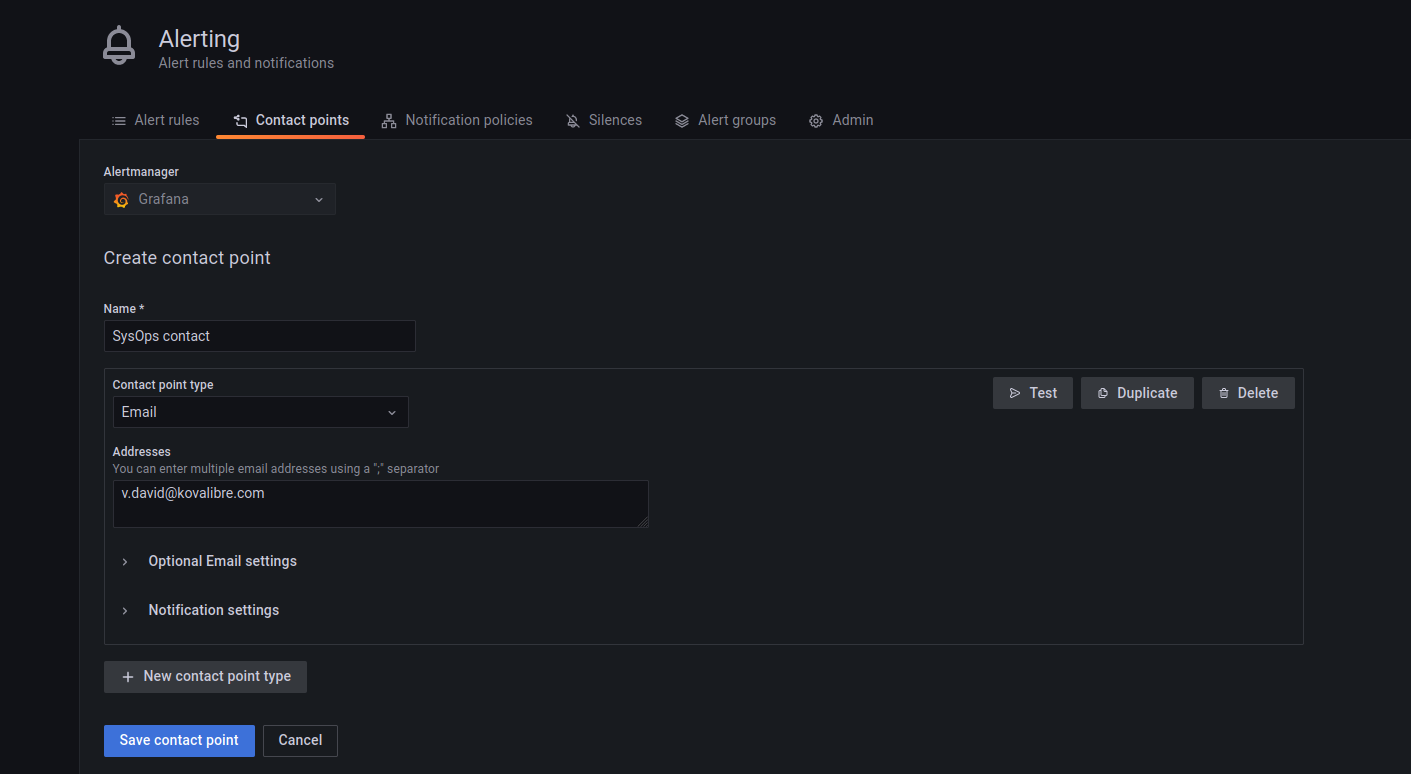 Alerting
Alert rules and notifications
Alert rules Contact points Notification policies Silences Alert groups Admin
Alertmanager
Grafana
Create contact point
Name *
SysOps contact
Contact point type
Test Duplicate Delete
Email
Addresses
You can enter multiple email addresses using a ";" separator
v.david@kovalibre.com
Optional Email settings
Notification settings
New contact point type
Save contact point Cancel